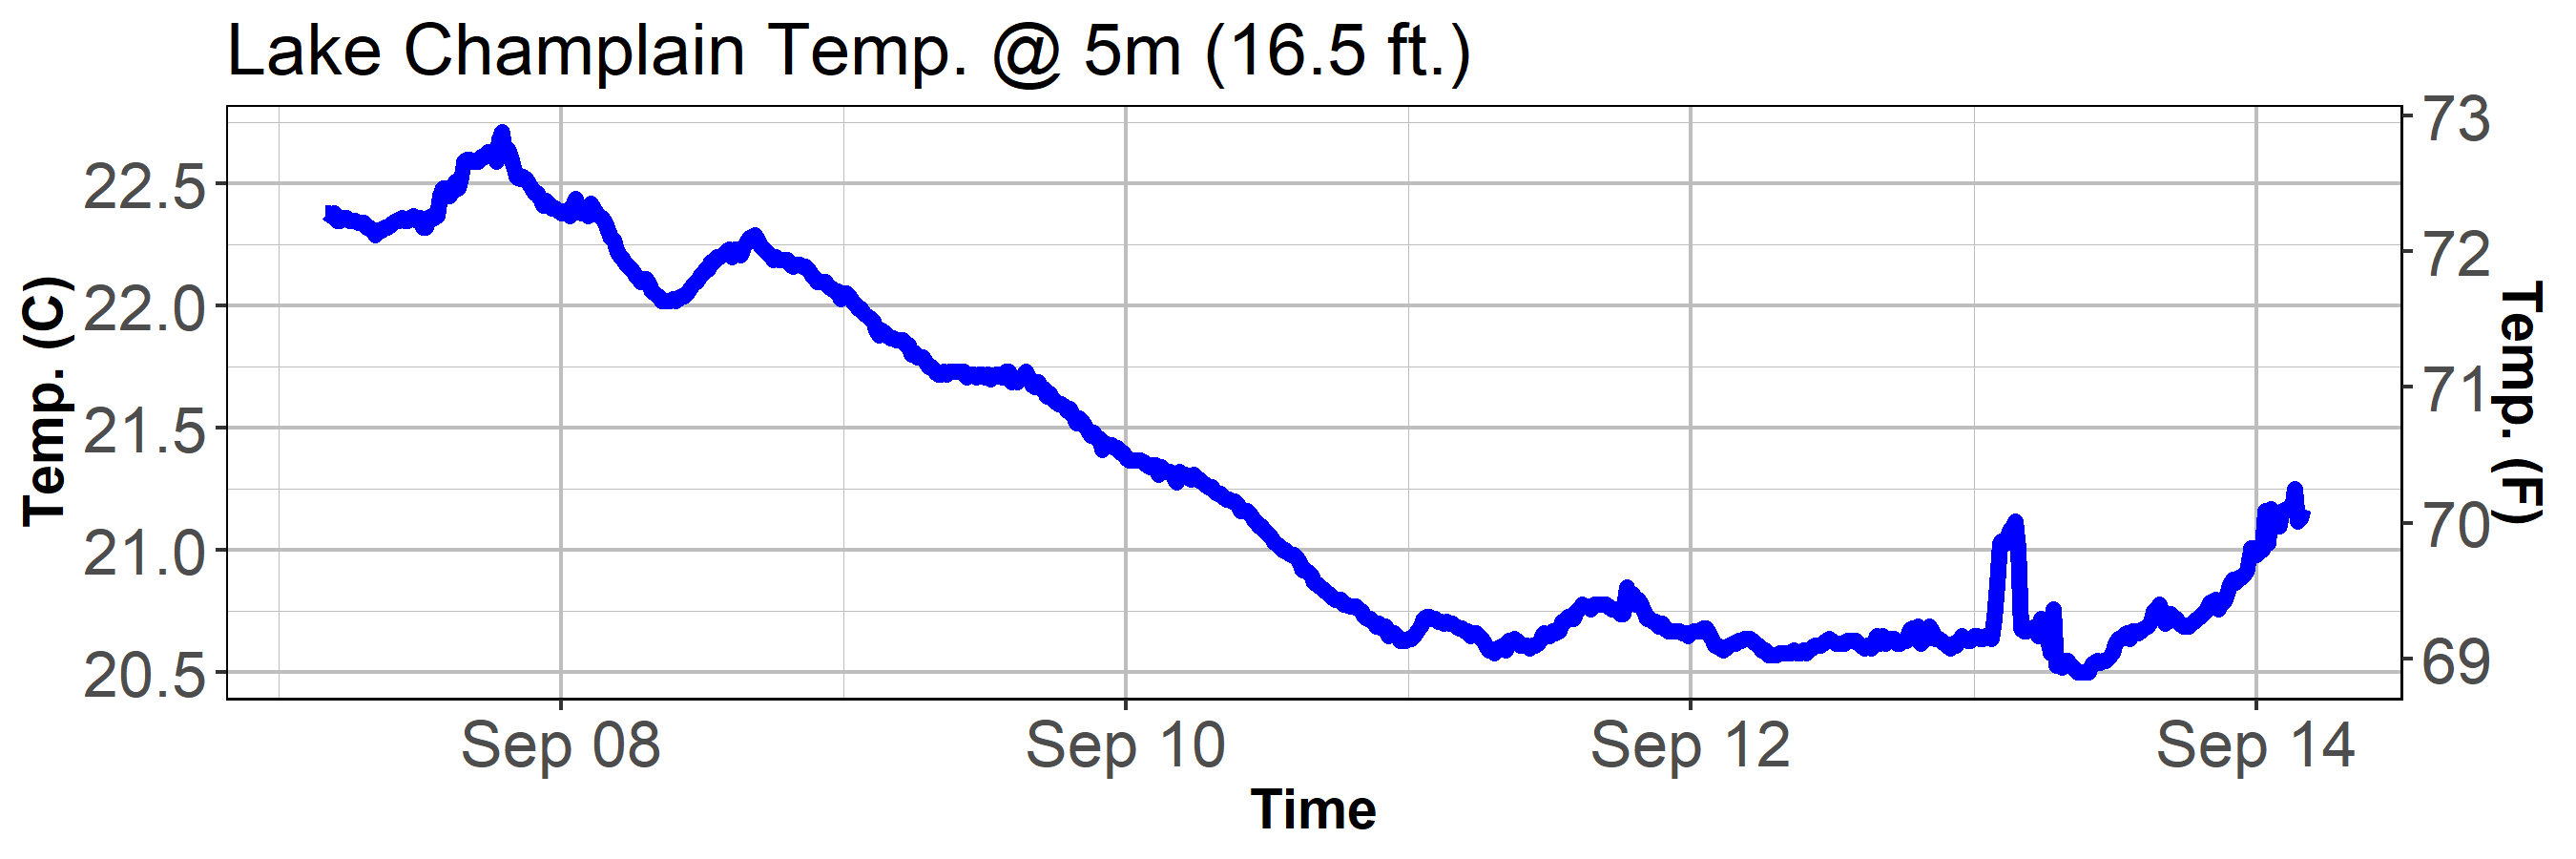 Lake Champlain Temp. @ 5m (16.5 ft.)
Temp. (C)
22.5
22.0
21.5
21.0
20.5
73
72
71
70
69
Temp. (F)
Sep 08 Sep 10 Sep 12 Sep 14
Time